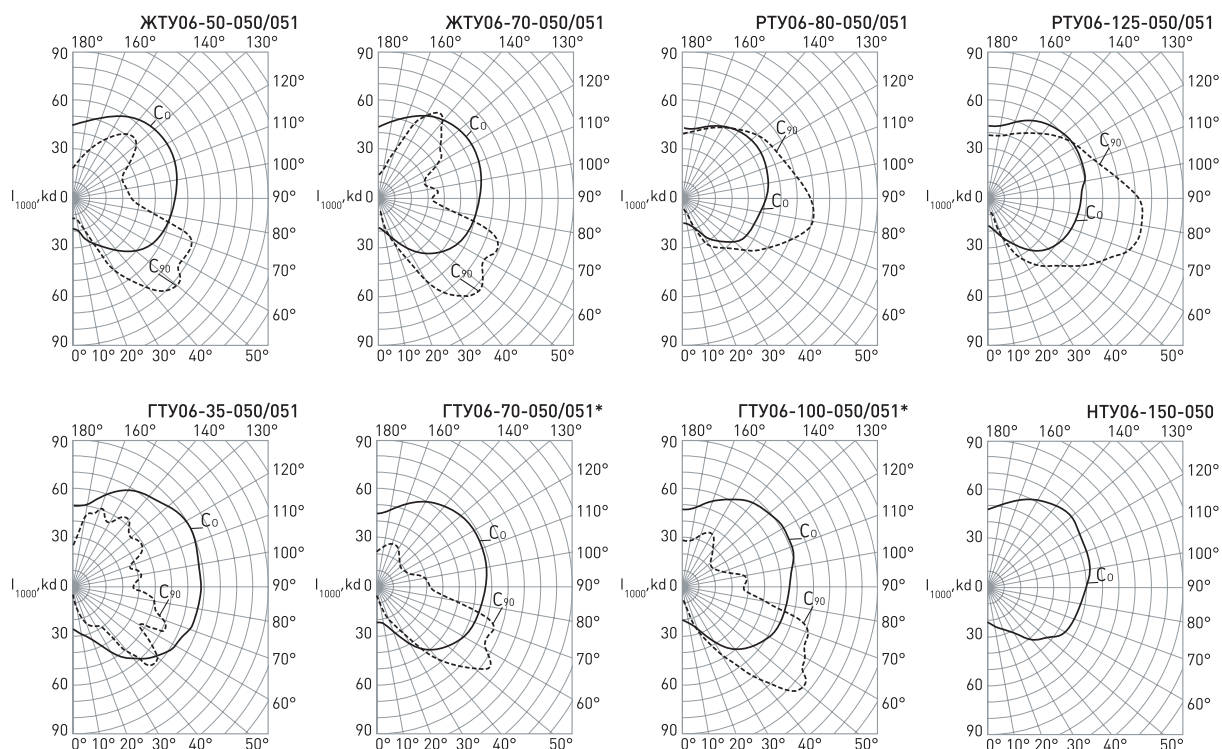 ЖТУ06-50-050/051 ЖТУ06-70-050/051 РТУ06-80-050/051 РТУ06-125-050/051
90 180° 160° 140° 130° 90 180° 160° 140° 130° 90 180° 160° 140° 130° 90 180° 160° 140° 130°
120° 120° 120° 120°
60 C₀ 60 C₀ 60 C₉₀ 60 C₉₀
110° 110° 110° 110°
30 30 30 30
100° 100° 100° 100°
I₁₀₀₀,kd 0 90° I₁₀₀₀,kd 0 90° I₁₀₀₀,kd 0 C₀ 90° I₁₀₀₀,kd 0 C₀ 90°
80° 80° 80° 80°
30 30 30 30
C₉₀ 70° C₉₀ 70° 70° 70°
60 60 60 60
60° 60° 60° 60°
90 90 90 90
0° 10° 20° 30° 40° 50° 0° 10° 20° 30° 40° 50° 0° 10° 20° 30° 40° 50° 0° 10° 20° 30° 40° 50°
ГТУ06-35-050/051 ГТУ06-70-050/051* ГТУ06-100-050/051* НТУ06-150-050
90 180° 160° 140° 130° 90 180° 160° 140° 130° 90 180° 160° 140° 130° 90 180° 160° 140° 130°
120° 120° 120° 120°
60 60 60 60
C₀ 110° C₀ 110° C₀ 110° 110°
30 30 30 30
100° 100° 100° 100°
I₁₀₀₀,kd 0 C₉₀ 90° I₁₀₀₀,kd 0 C₉₀ 90° I₁₀₀₀,kd 0 C₉₀ 90° I₁₀₀₀,kd 0 C₀ 90°
80° 80° 80° 80°
30 30 30 30
70° 70° 70° 70°
60 60 60 60
60° 60° 60° 60°
90 90 90 90
0° 10° 20° 30° 40° 50° 0° 10° 20° 30° 40° 50° 0° 10° 20° 30° 40° 50° 0° 10° 20° 30° 40° 50°